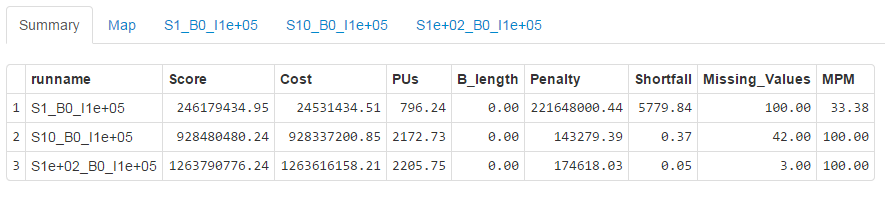 Summary Map S1_B0_I1e+05 S10_B0_I1e+05 S1e+02_B0_I1e+05
runname Score Cost PUs B_length Penalty Shortfall Missing_Values MPM
1 S1_B0_I1e+05 246179434.95 24531434.51 796.24 0.00 221648000.44 5779.84 100.00 33.38
2 S10_B0_I1e+05 928480480.24 928337200.85 2172.73 0.00 143279.39 0.37 42.00 100.00
3 S1e+02_B0_I1e+05 1263790776.24 1263616158.21 2205.75 0.00 174618.03 0.05 3.00 100.00